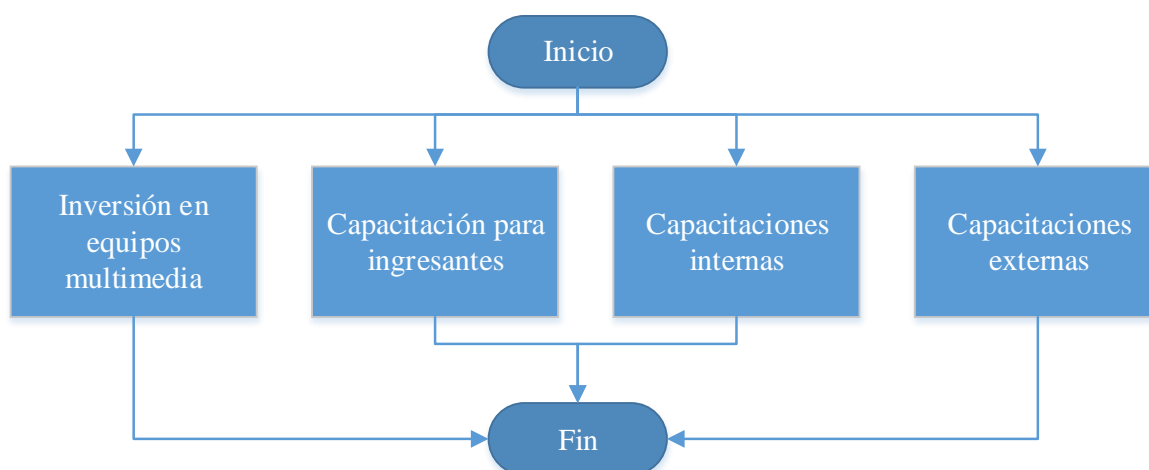 Inicio
Inversión en
equipos
multimedia
Capacitación para
ingresantes
Capacitaciones
internas
Capacitaciones
externas
Fin